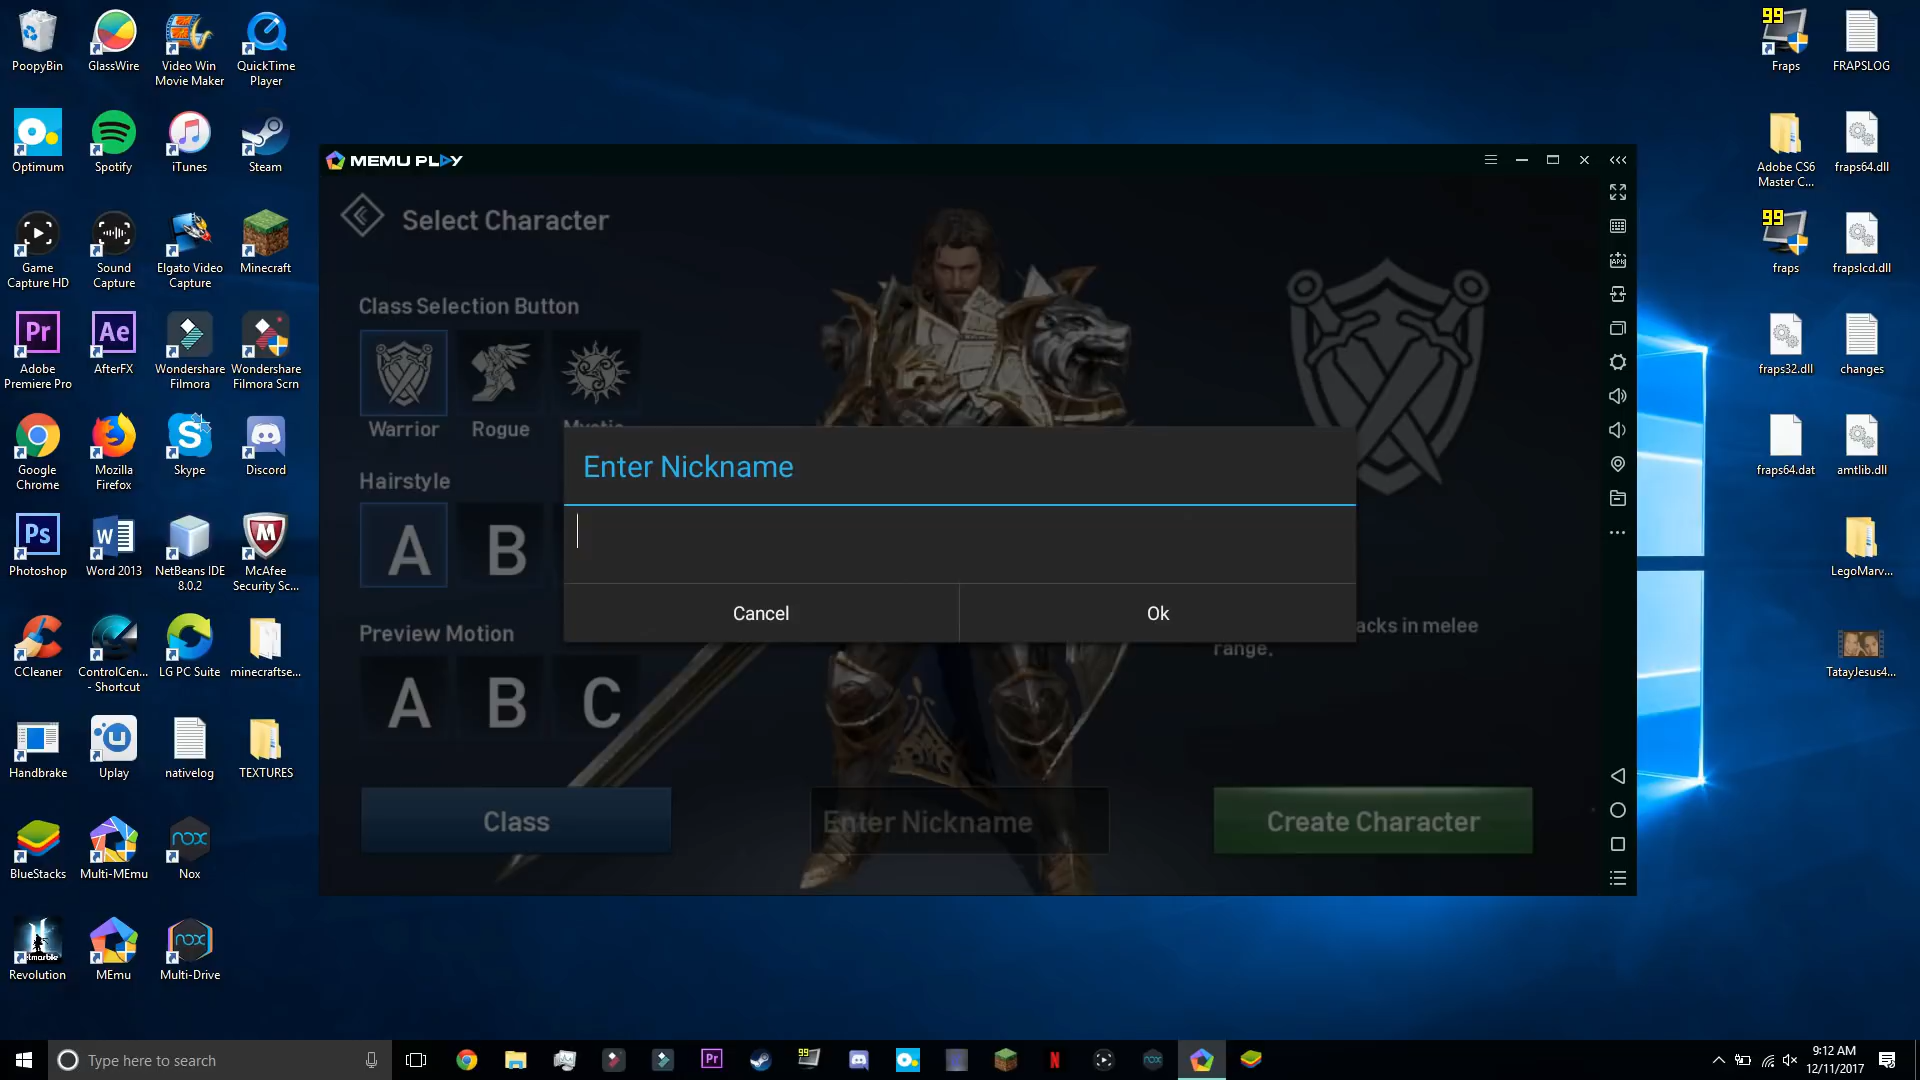 PoopyBin
GlassWire
Video Win
Movie Maker
QuickTime
Player
Optimum
Spotify
iTunes
Steam
Game
Capture HD
Sound
Capture
Elgato Video
Capture
Minecraft
Adobe
Premiere Pro
AfterFX
Wondershare
Filmora
Wondershare
Filmora Scrn
Google
Chrome
Mozilla
Firefox
Skype
Discord
Photoshop
Word 2013
NetBeans IDE
8.0.2
McAfee
Security Sc...
CCleaner
ControlCen...
- Shortcut
LG PC Suite
minecraftse...
Handbrake
Uplay
nativelog
TEXTURES
BlueStacks
Multi-MEmu
Nox
Revolution
MEmu
Multi-Drive
MEMU PLAY
Select Character
Class Selection Button
Warrior
Rogue
Mystic
Hairstyle
A
B
Preview Motion
A
B
C
Enter Nickname
Cancel
Ok
acks in melee
range.
Class
Enter Nickname
Create Character
Fraps
FRAPSLOG
Adobe CS6
Master C...
fraps64.dll
fraps
frapslcd.dll
fraps32.dll
changes
fraps64.dat
amtlib.dll
LegoMarv...
TatayJesus4...
Type here to search
9:12 AM
12/11/2017